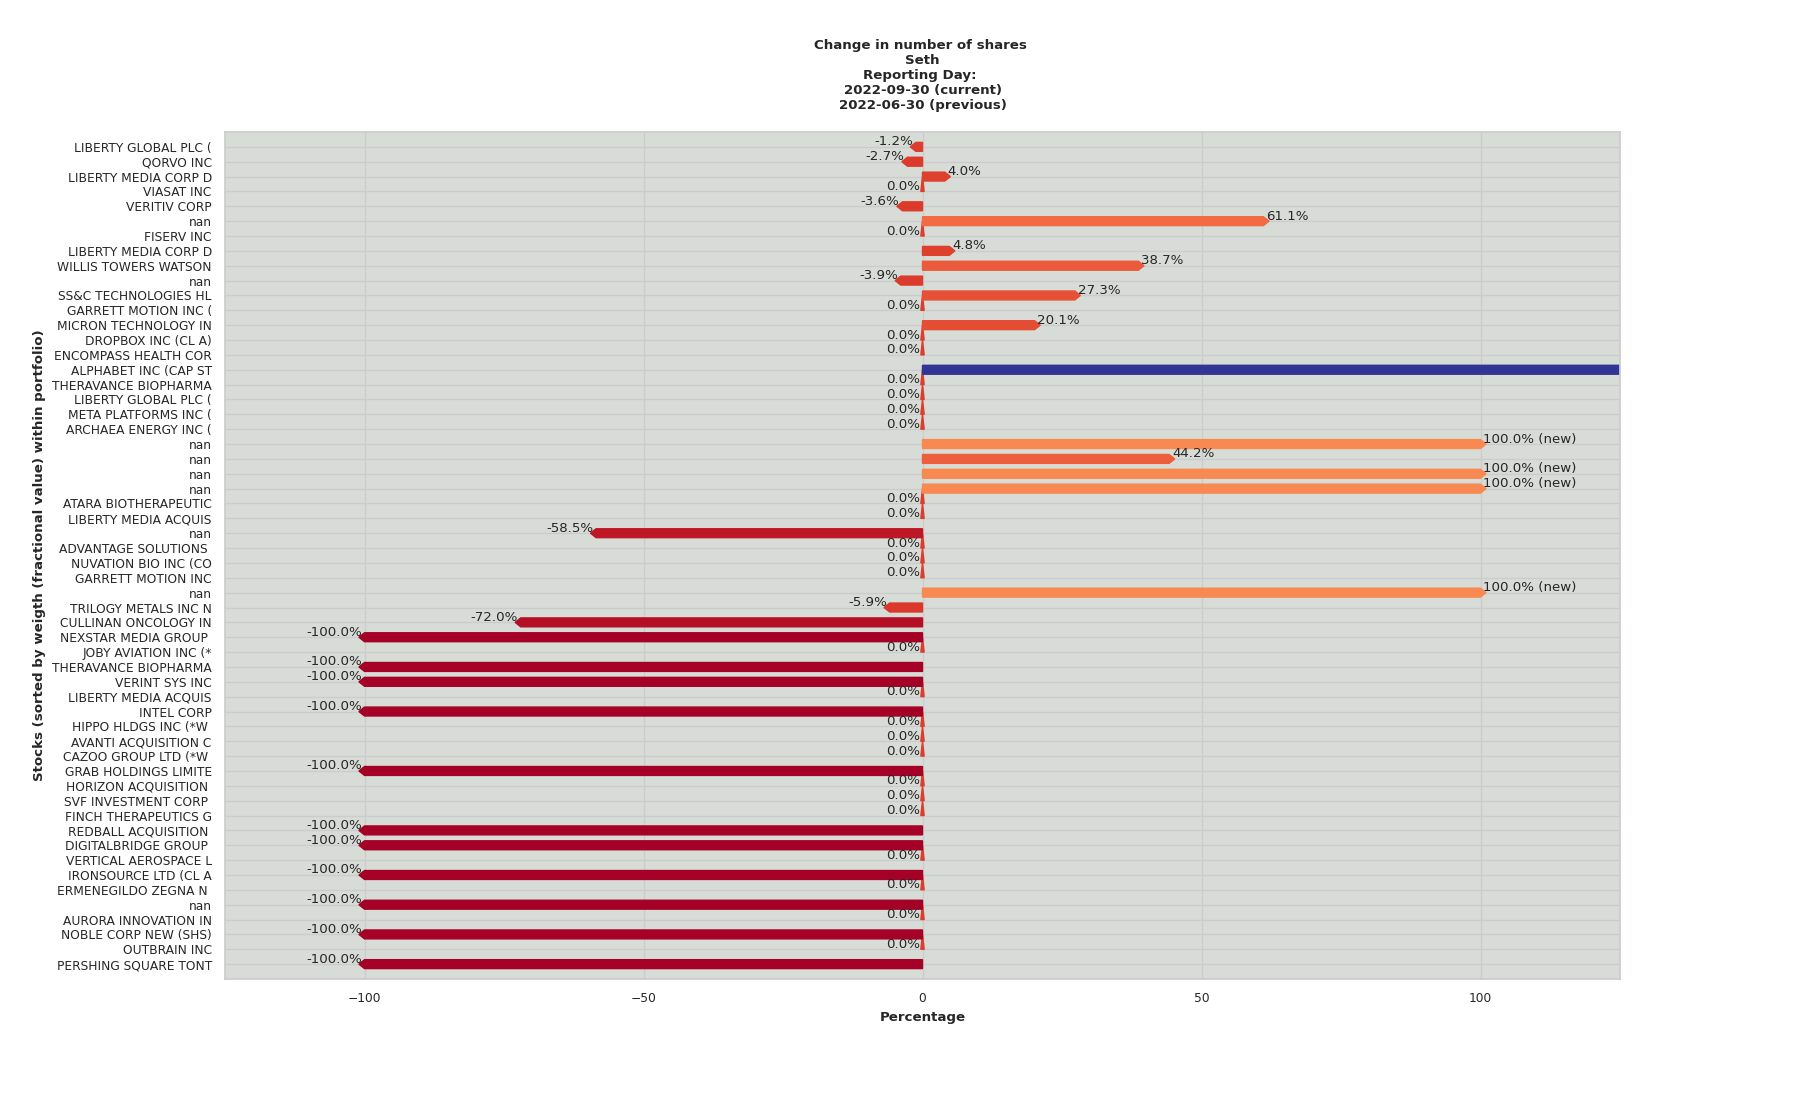 Change in number of shares
Seth
Reporting Day:
2022-09-30 (current)
2022-06-30 (previous)
Stocks (sorted by weigth (fractional value) within portfolio)
LIBERTY GLOBAL PLC ( -1.2%
QORVO INC -2.7%
LIBERTY MEDIA CORP D 4.0%
VIASAT INC 0.0%
VERITIV CORP -3.6%
nan 61.1%
FISERV INC 0.0%
LIBERTY MEDIA CORP D 4.8%
WILLIS TOWERS WATSON 38.7%
nan -3.9%
SS&C TECHNOLOGIES HL 27.3%
GARRETT MOTION INC ( 0.0%
MICRON TECHNOLOGY IN 20.1%
DROPBOX INC (CL A) 0.0%
ENCOMPASS HEALTH COR 0.0%
ALPHABET INC (CAP ST
THERAVANCE BIOPHARMA 0.0%
LIBERTY GLOBAL PLC ( 0.0%
META PLATFORMS INC ( 0.0%
ARCHAEA ENERGY INC ( 0.0%
nan 100.0% (new)
nan 44.2%
nan 100.0% (new)
nan 100.0% (new)
ATARA BIOTHERAPEUTIC 0.0%
LIBERTY MEDIA ACQUIS 0.0%
nan -58.5%
ADVANTAGE SOLUTIONS 0.0%
NUVATION BIO INC (CO 0.0%
GARRETT MOTION INC 0.0%
nan 100.0% (new)
TRILOGY METALS INC N -5.9%
CULLINAN ONCOLOGY IN -72.0%
NEXSTAR MEDIA GROUP -100.0%
JOBY AVIATION INC (* 0.0%
THERAVANCE BIOPHARMA -100.0%
VERINT SYS INC -100.0%
LIBERTY MEDIA ACQUIS 0.0%
INTEL CORP -100.0%
HIPPO HLDGS INC (*W 0.0%
AVANTI ACQUISITION C 0.0%
CAZOO GROUP LTD (*W 0.0%
GRAB HOLDINGS LIMITE -100.0%
HORIZON ACQUISITION 0.0%
SVF INVESTMENT CORP 0.0%
FINCH THERAPEUTICS G 0.0%
REDBALL ACQUISITION -100.0%
DIGITALBRIDGE GROUP -100.0%
VERTICAL AEROSPACE L 0.0%
IRONSOURCE LTD (CL A -100.0%
ERMENEGILDO ZEGNA N 0.0%
nan -100.0%
AURORA INNOVATION IN 0.0%
NOBLE CORP NEW (SHS) -100.0%
OUTBRAIN INC 0.0%
PERSHING SQUARE TONT -100.0%
−100 −50 0 50 100
Percentage